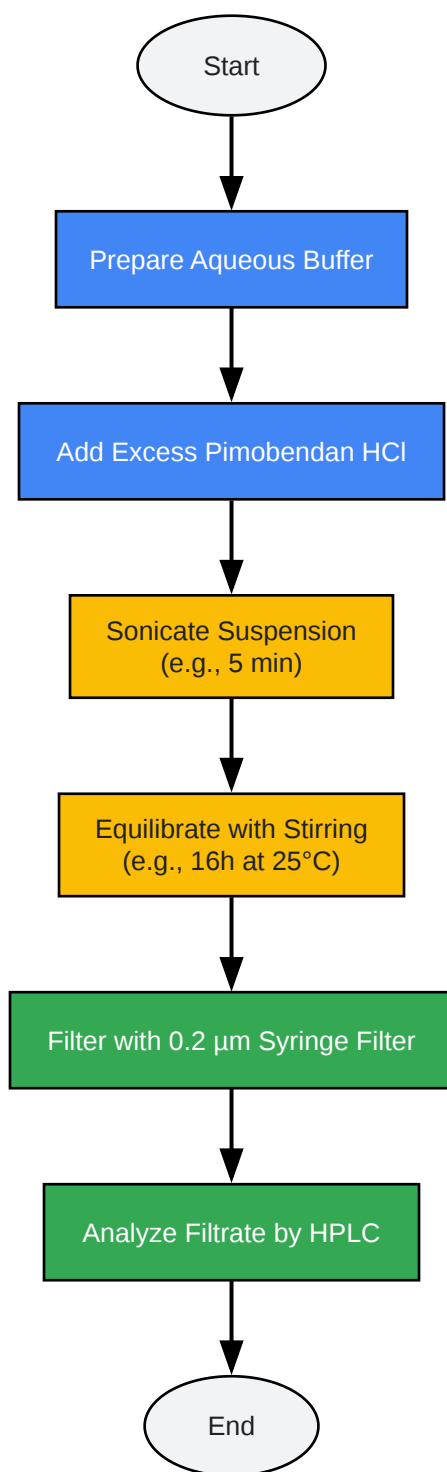 Start
Prepare Aqueous Buffer
Add Excess Pimobendan HCl
Sonicate Suspension
(e.g., 5 min)
Equilibrate with Stirring
(e.g., 16h at 25°C)
Filter with 0.2 µm Syringe Filter
Analyze Filtrate by HPLC
End